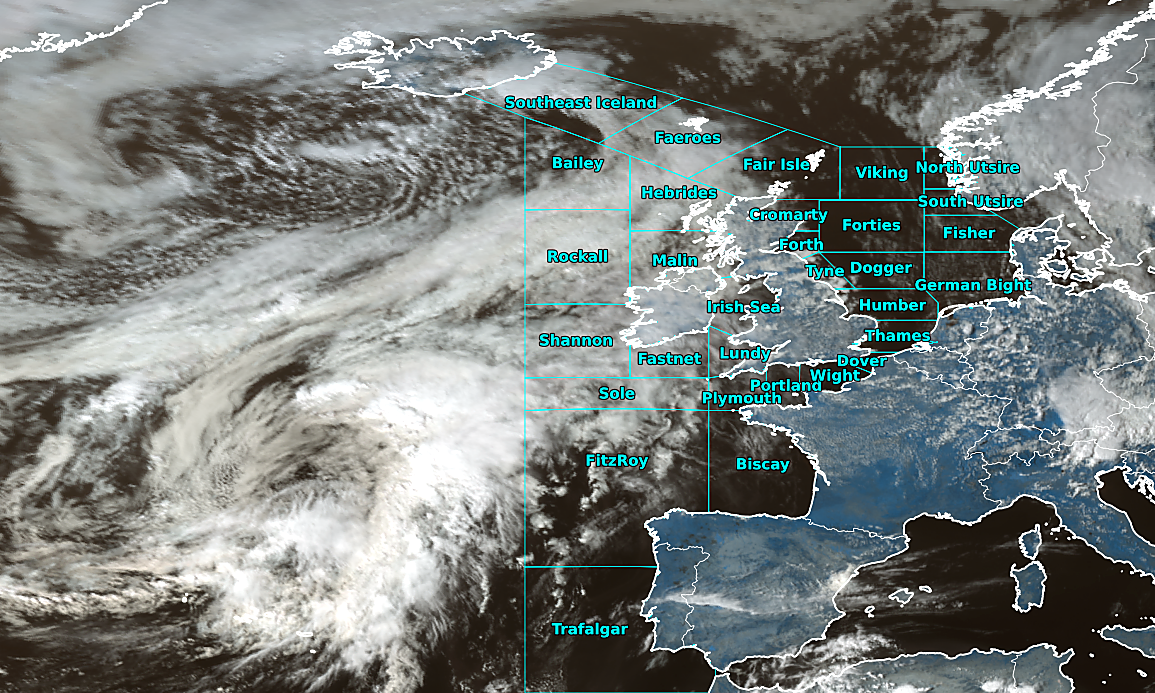 Southeast Iceland
Faeroes
Bailey
Fair Isle
Viking
North Utsire
Hebrides
South Utsire
Cromarty
Forties
Fisher
Forth
Rockall
Malin
Tyne
Dogger
German Bight
Irish Sea
Humber
Shannon
Thames
Fastnet
Lundy
Dover
Wight
Portland
Sole
Plymouth
FitzRoy
Biscay
Trafalgar